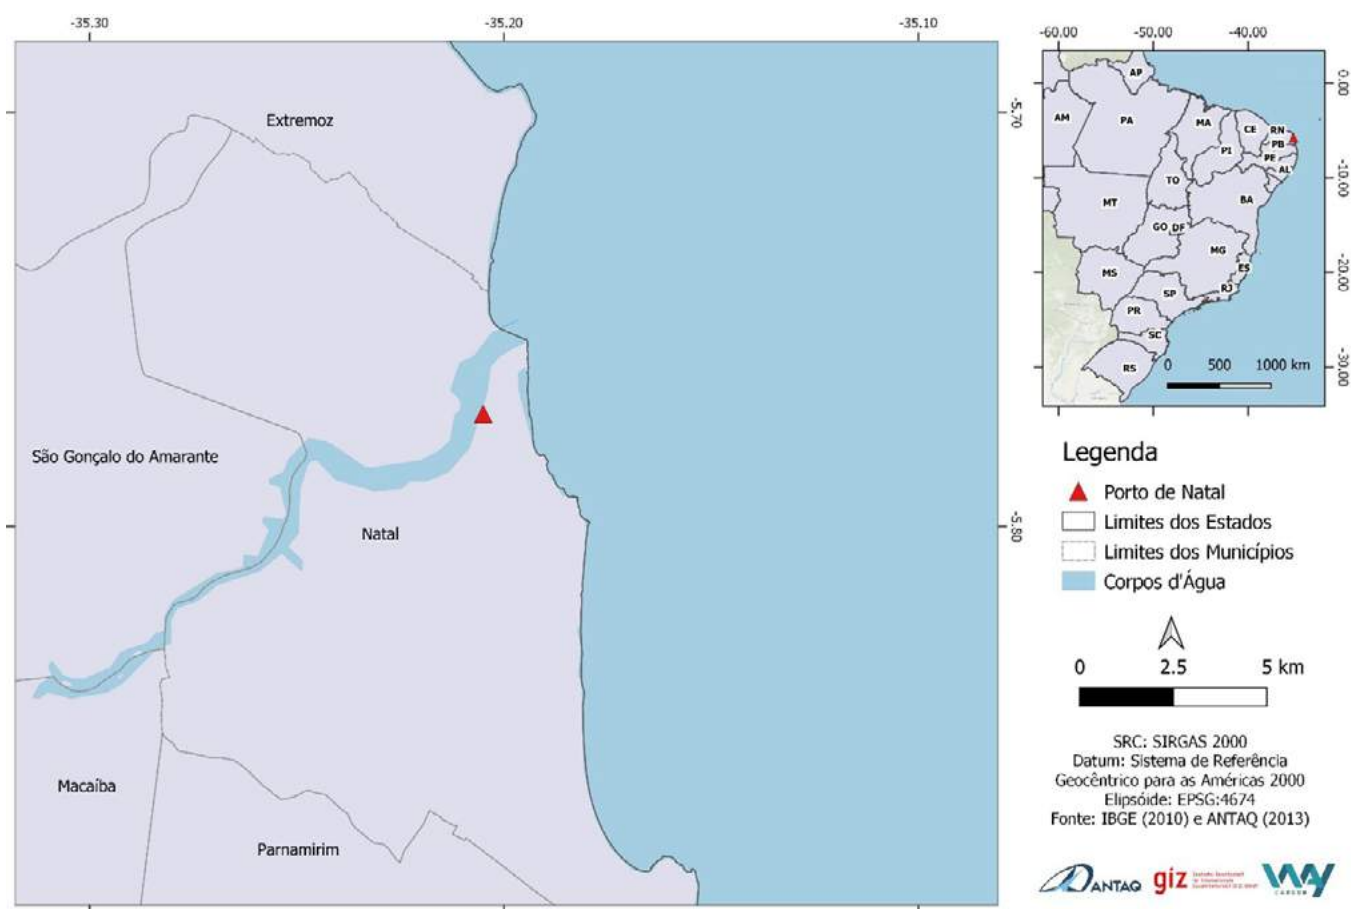 -35.30
-35.20
-35.10
-5.70
-5.80
Extremoz
São Gonçalo do Amarante
Natal
Macaíba
Parnamirim
-60.00
-50.00
-40.00
0.00
-10.00
-20.00
-30.00
AP
AM
PA
MA
CE
RN
PB
PI
PE
AL
TO
BA
MT
GO
DF
MG
ES
MS
SP
RJ
PR
SC
RS
0 500 1000 km
Legenda
Porto de Natal
Limites dos Estados
Limites dos Municípios
Corpos d'Água
0 2.5 5 km
SRC: SIRGAS 2000
Datum: Sistema de Referência
Geocêntrico para as Américas 2000
Elipsóide: EPSG:4674
Fonte: IBGE (2010) e ANTAQ (2013)
ANTAQ
giz
WAY
CARBON